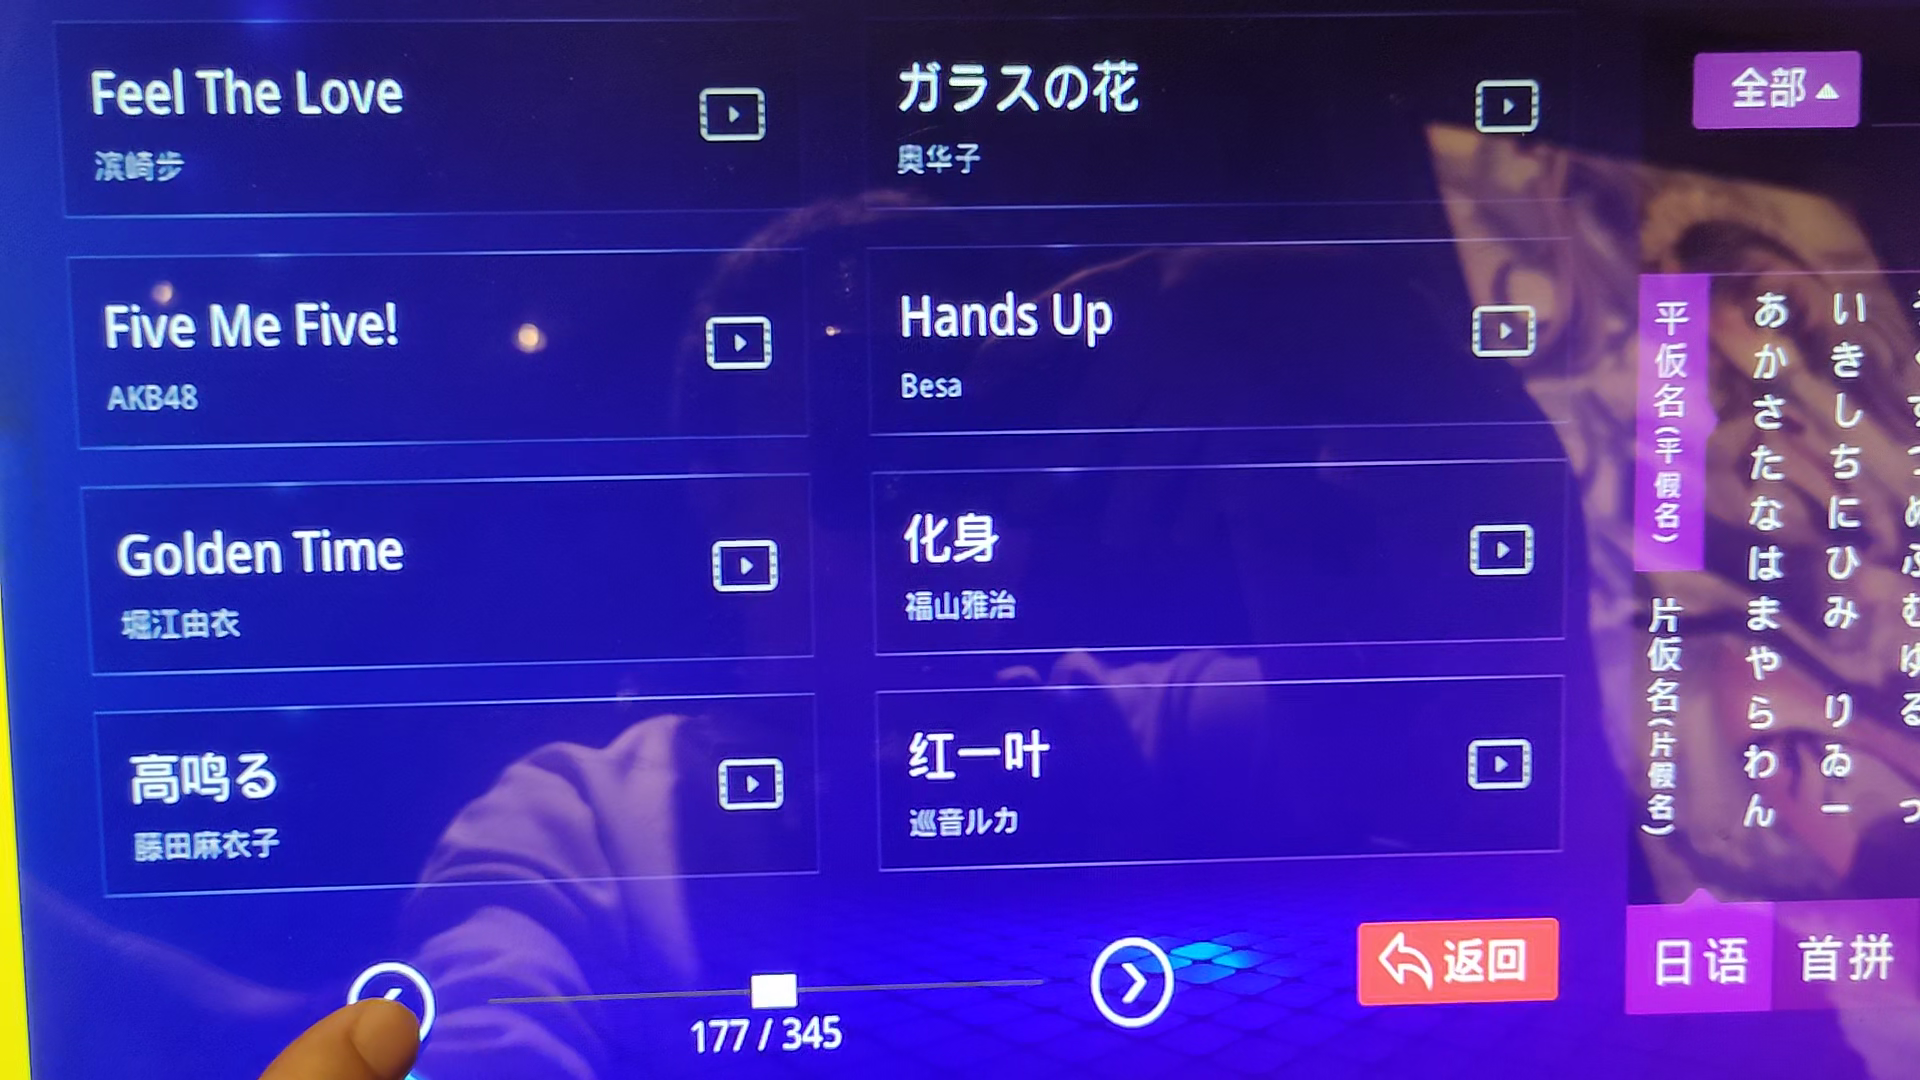 Feel The Love
滨崎步
ガラスの花
奥华子
Five Me Five!
AKB48
Hands Up
Besa
Golden Time
堀江由衣
化身
福山雅治
高鸣る
藤田麻衣子
红一叶
巡音ルカ
177 / 345
返回
全部
平仮名(平假名)
片仮名(片假名)
あかさたなはまやらわん
いきしちにひみ りゐー
日语
首拼